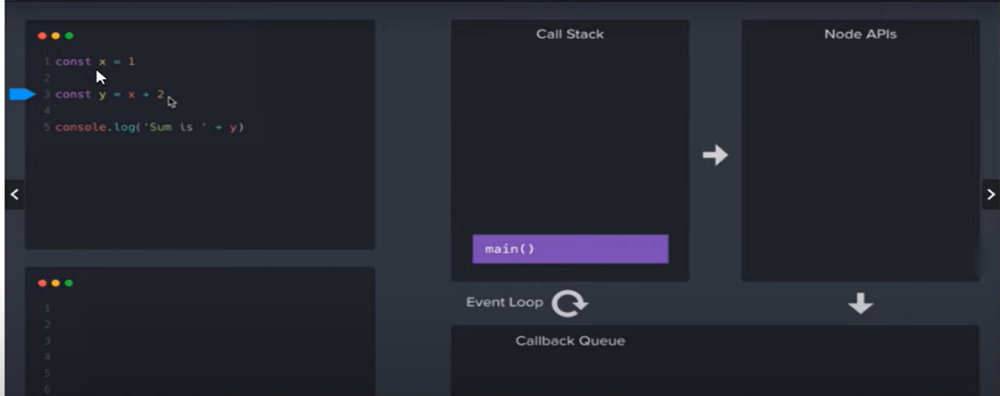 1 const x = 1
2
3 const y = x + 2
4
5 console.log('Sum is ' + y)
1
2
3
4
5
6
Call Stack
main()
Node APIs
Event Loop
Callback Queue